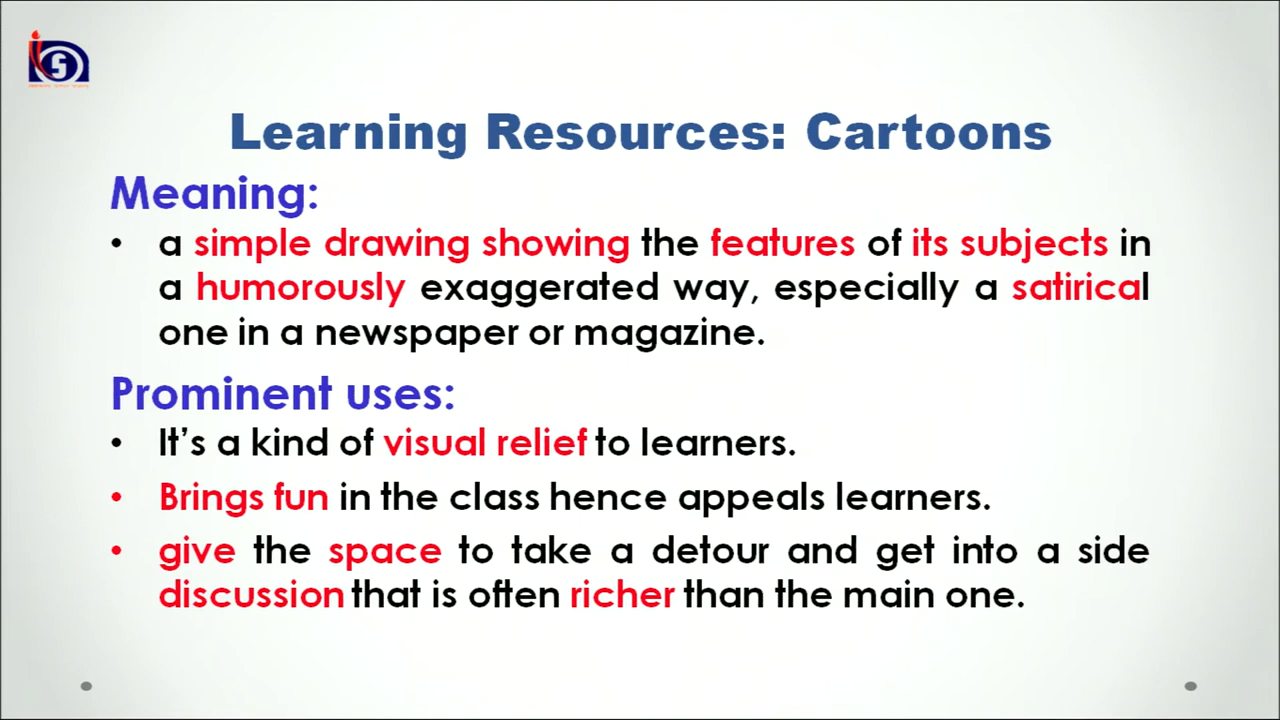 Learning Resources: Cartoons
Meaning:
• a simple drawing showing the features of its subjects in
a humorously exaggerated way, especially a satirical
one in a newspaper or magazine.
Prominent uses:
• It's a kind of visual relief to learners.
• Brings fun in the class hence appeals learners.
• give the space to take a detour and get into a side
discussion that is often richer than the main one.